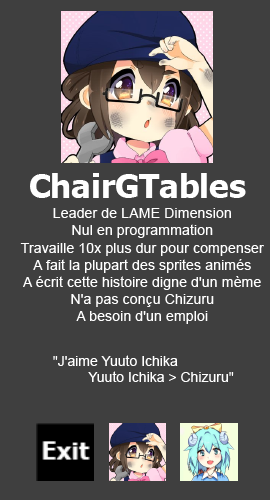 ChairGTables
Leader de LAME Dimension
Nul en programmation
Travaille 10x plus dur pour compenser
A fait la plupart des sprites animés
A écrit cette histoire digne d'un mème
N'a pas conçu Chizuru
A besoin d'un emploi
"J'aime Yuuto Ichika
Yuuto Ichika > Chizuru"
Exit